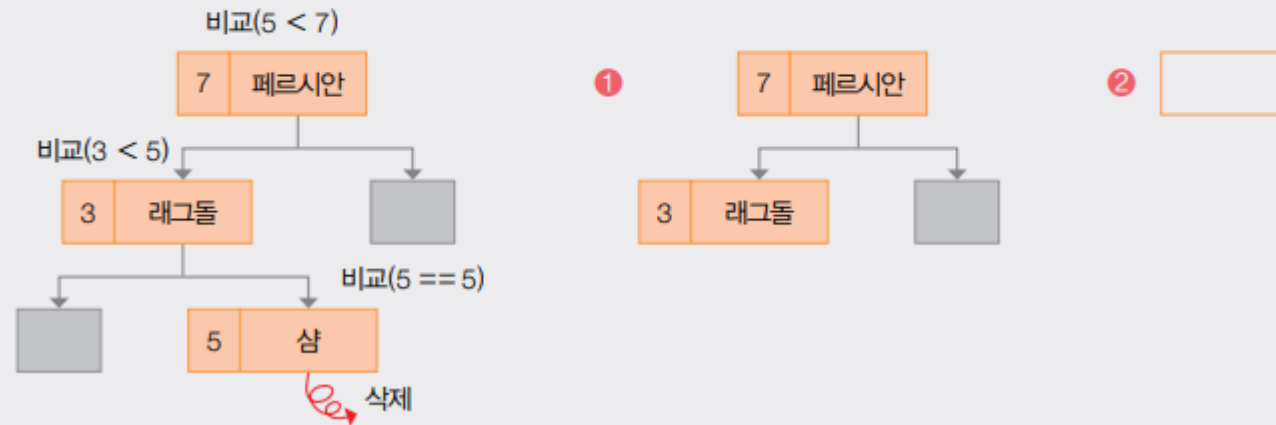 비교(5 < 7)
7 페르시안
❶
7 페르시안
❷
비교(3 < 5)
3 래그돌
3 래그돌
비교(5 == 5)
5 샴
삭제